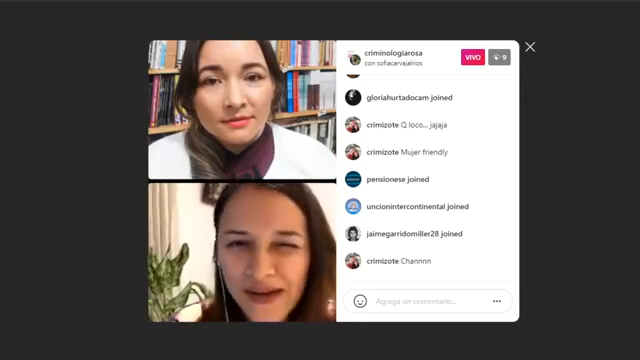 criminologiarosa
con sofiacarvajalrios
VIVO
9
gloriahurtadocam joined
crimizote Q loco... jajaja
crimizote Mujer friendly
pensionese joined
uncionintercontinental joined
jaimegarridomiller28 joined
crimizote Channnn
Agrega un comentario...